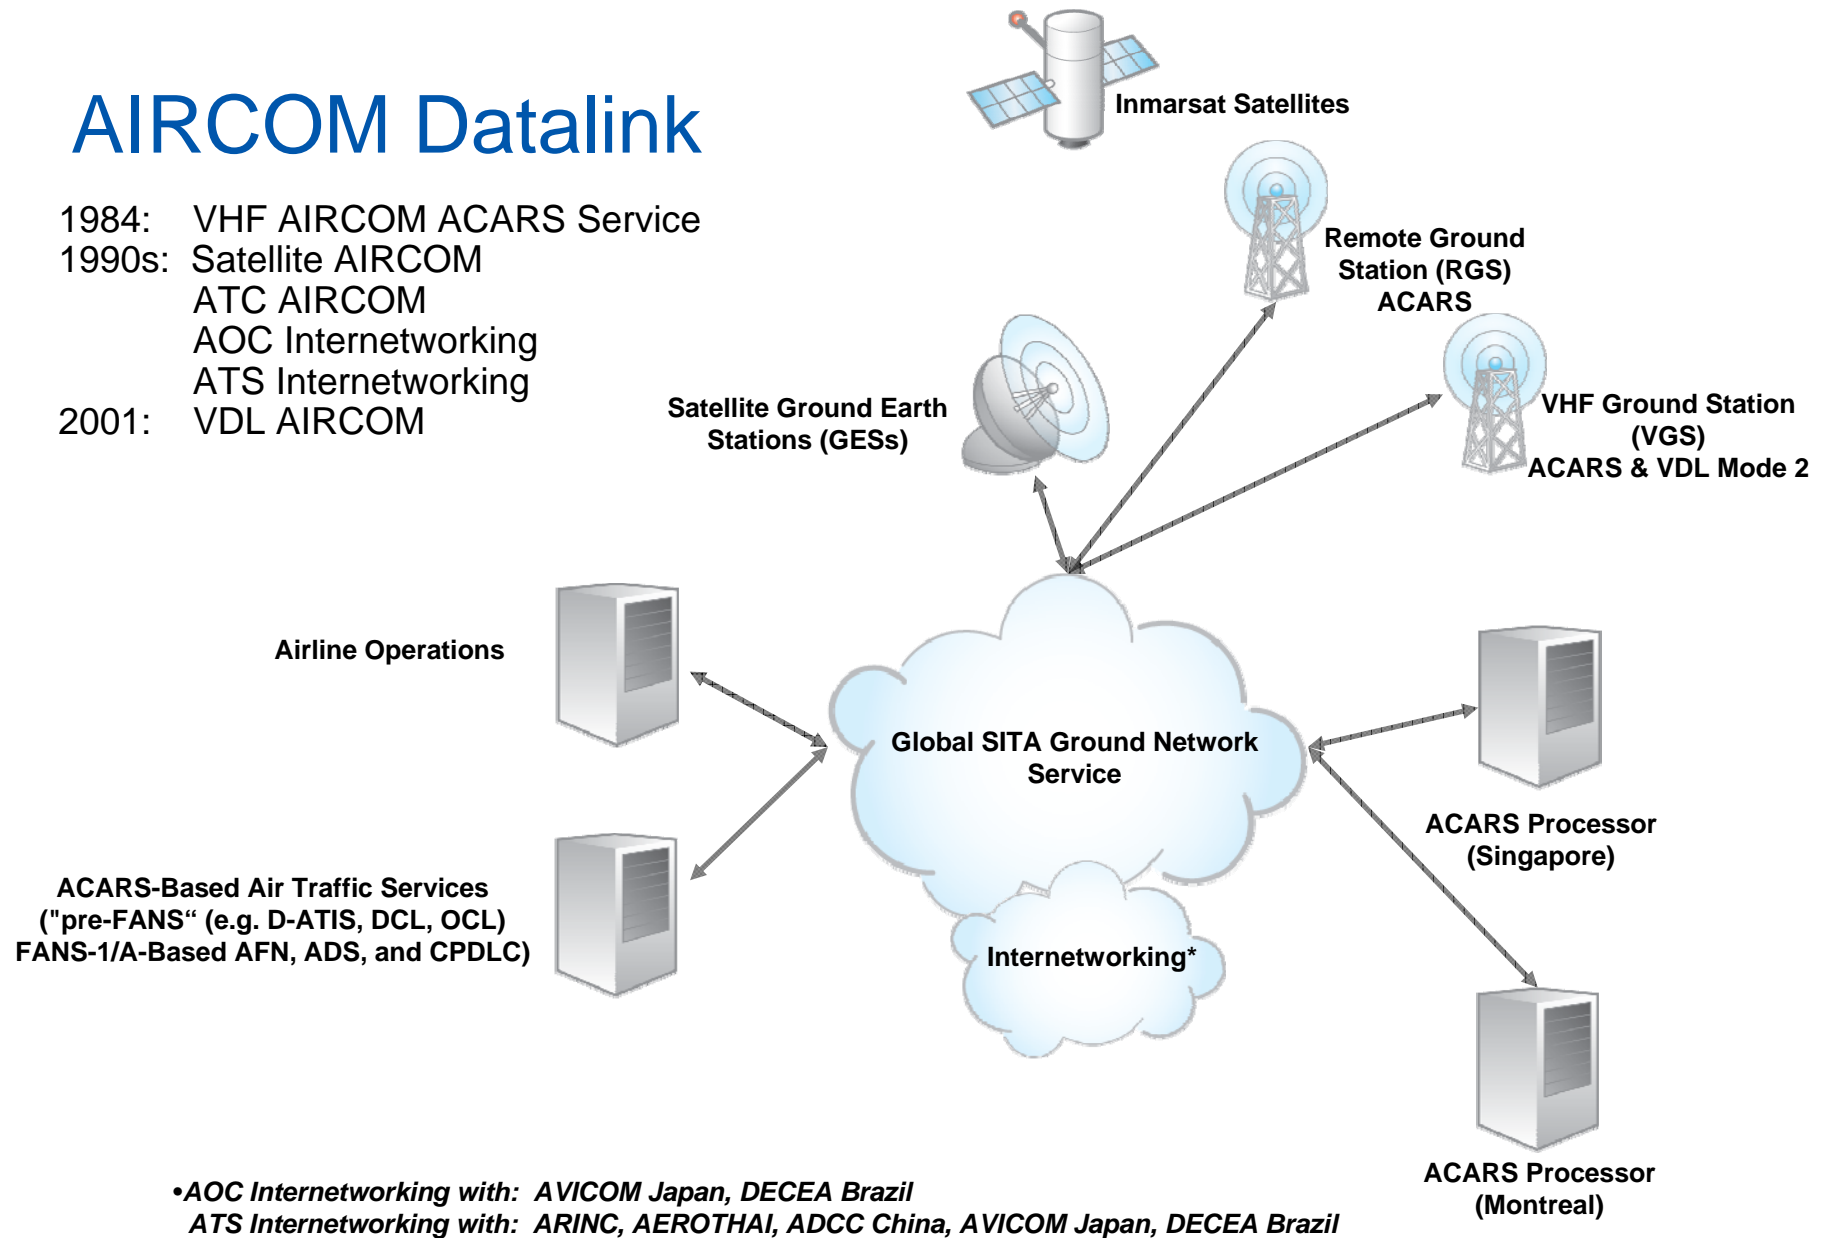 AIRCOM Datalink
1984: VHF AIRCOM ACARS Service
1990s: Satellite AIRCOM
ATC AIRCOM
AOC Internetworking
ATS Internetworking
2001: VDL AIRCOM
Inmarsat Satellites
Remote Ground
Station (RGS)
ACARS
Satellite Ground Earth
Stations (GESs)
VHF Ground Station
(VGS)
ACARS & VDL Mode 2
Airline Operations
Global SITA Ground Network
Service
ACARS Processor
(Singapore)
ACARS-Based Air Traffic Services
("pre-FANS“ (e.g. D-ATIS, DCL, OCL)
FANS-1/A-Based AFN, ADS, and CPDLC)
Internetworking*
ACARS Processor
(Montreal)
•AOC Internetworking with: AVICOM Japan, DECEA Brazil
ATS Internetworking with: ARINC, AEROTHAI, ADCC China, AVICOM Japan, DECEA Brazil